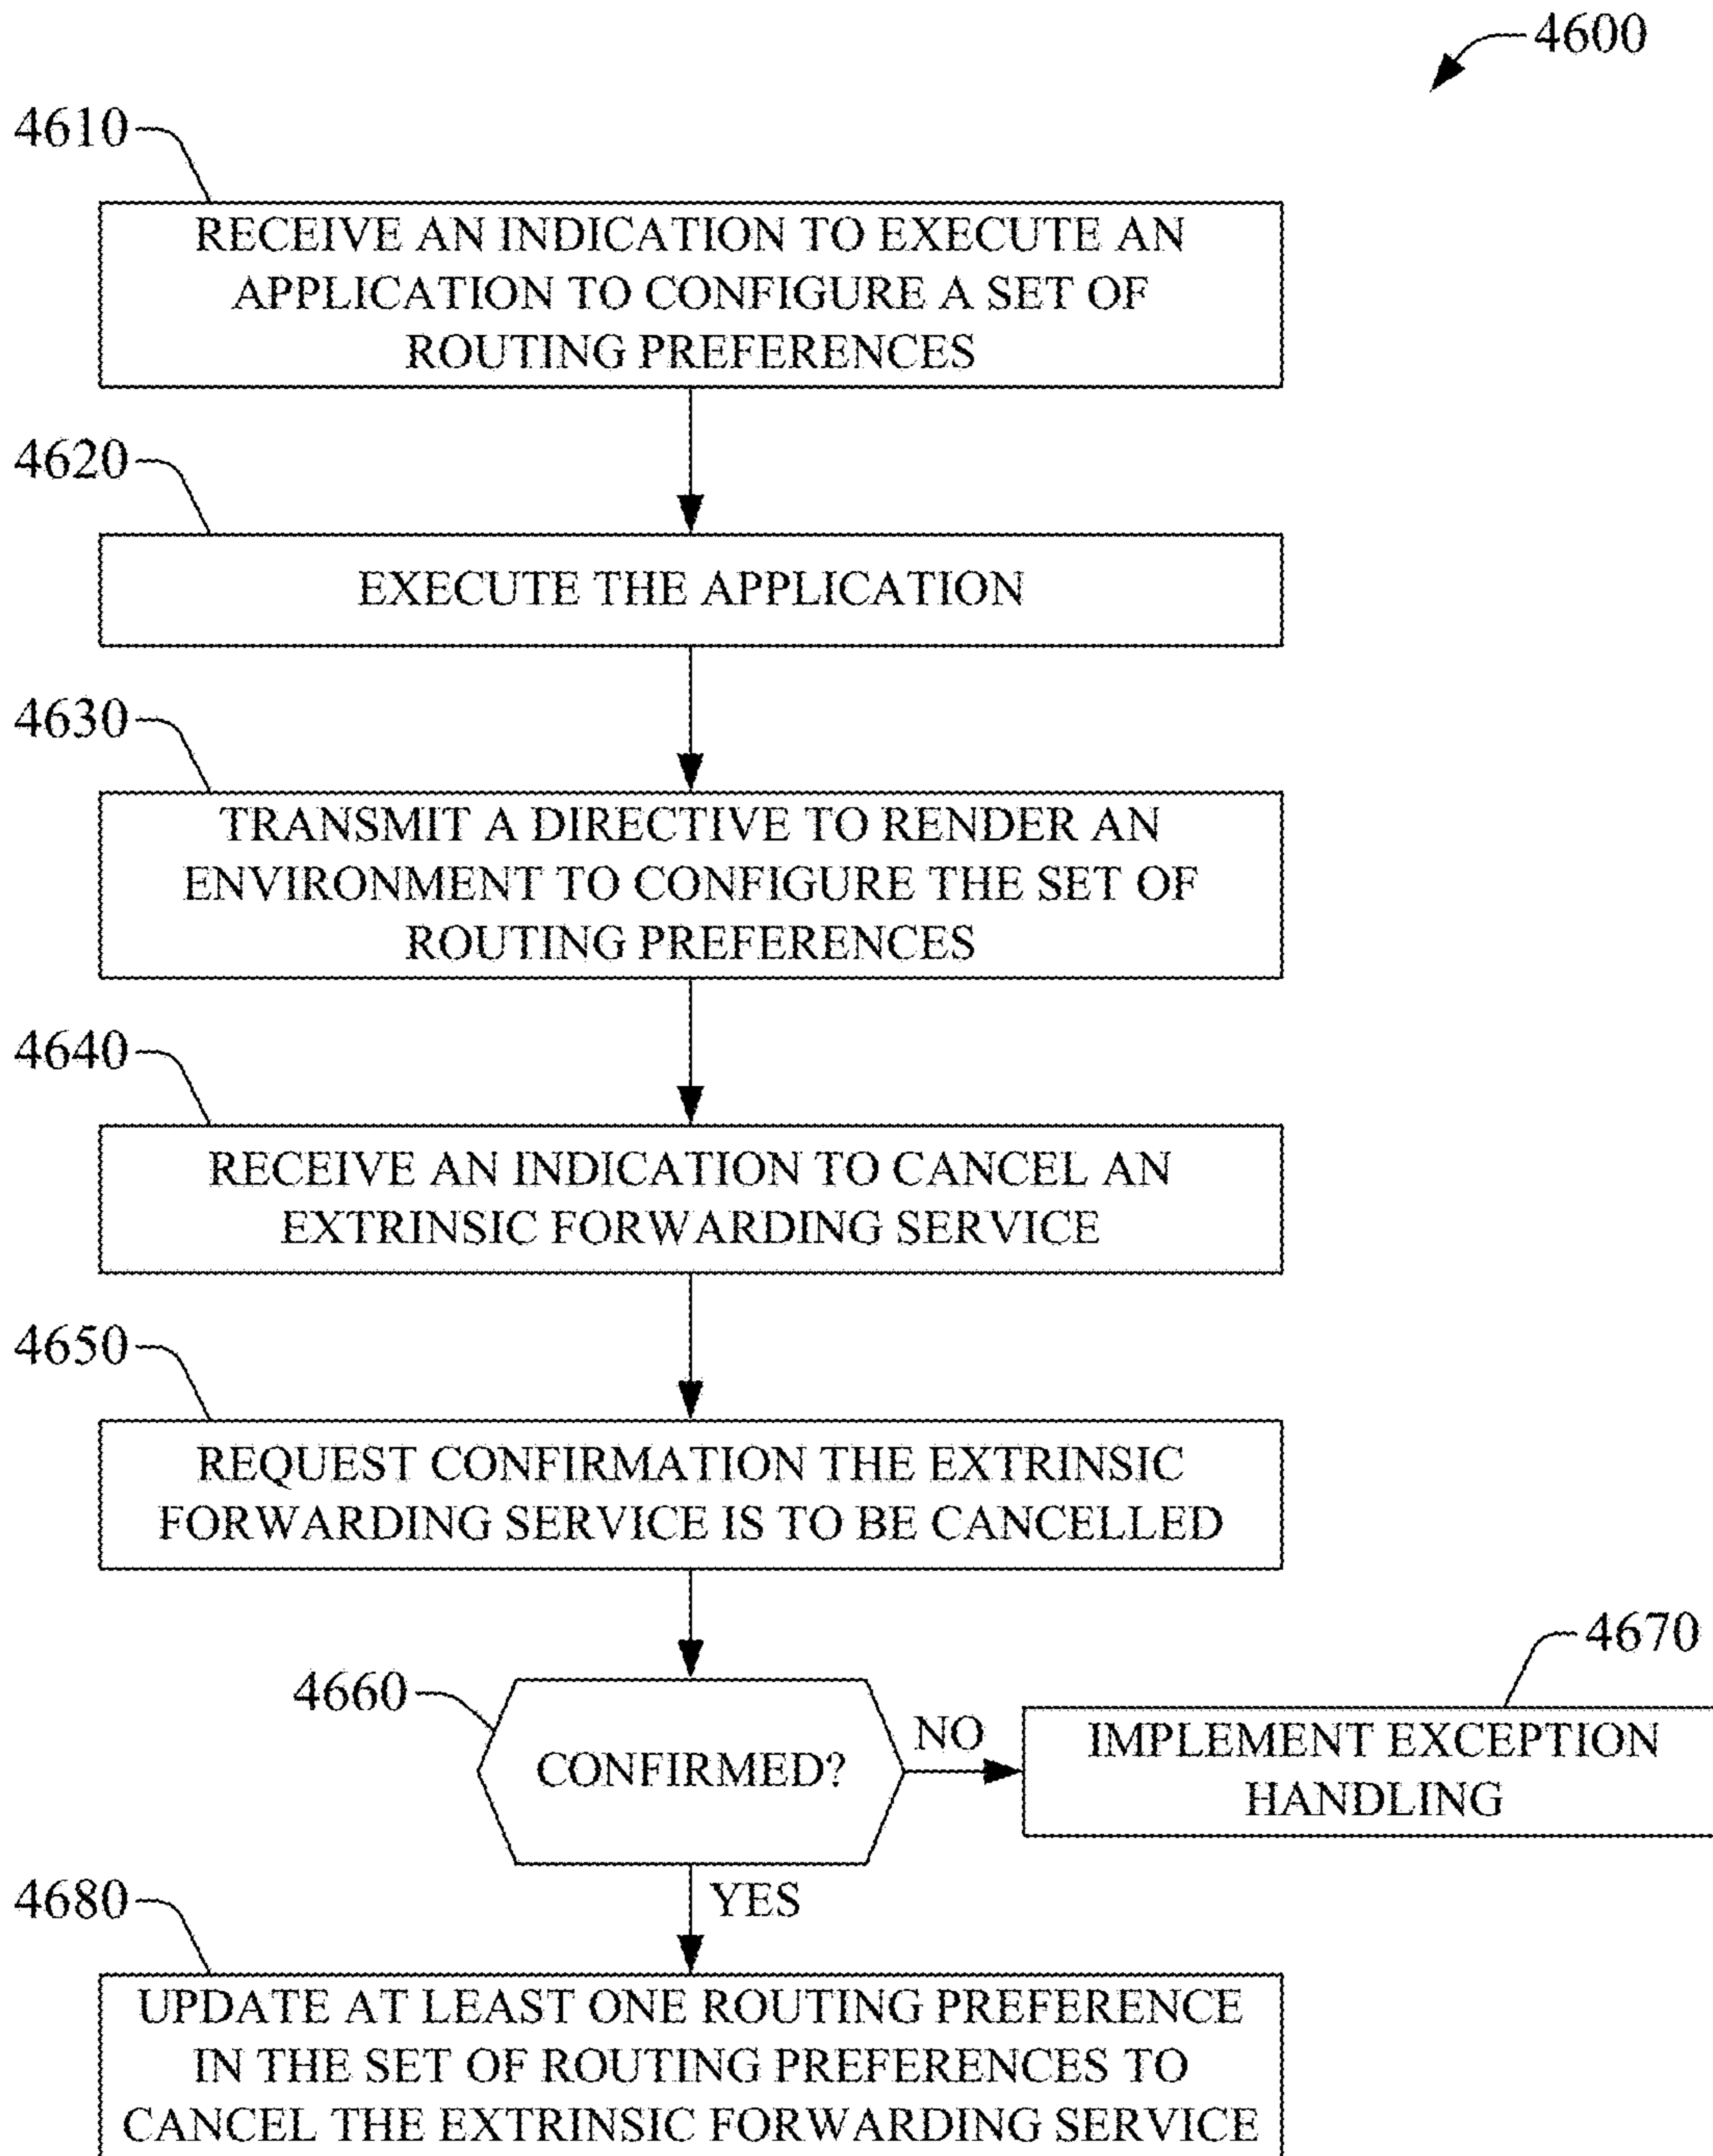 4600
4610
RECEIVE AN INDICATION TO EXECUTE AN
APPLICATION TO CONFIGURE A SET OF
ROUTING PREFERENCES
4620
EXECUTE THE APPLICATION
4630
TRANSMIT A DIRECTIVE TO RENDER AN
ENVIRONMENT TO CONFIGURE THE SET OF
ROUTING PREFERENCES
4640
RECEIVE AN INDICATION TO CANCEL AN
EXTRINSIC FORWARDING SERVICE
4650
REQUEST CONFIRMATION THE EXTRINSIC
FORWARDING SERVICE IS TO BE CANCELLED
4660
CONFIRMED?
NO
4670
IMPLEMENT EXCEPTION
HANDLING
YES
4680
UPDATE AT LEAST ONE ROUTING PREFERENCE
IN THE SET OF ROUTING PREFERENCES TO
CANCEL THE EXTRINSIC FORWARDING SERVICE